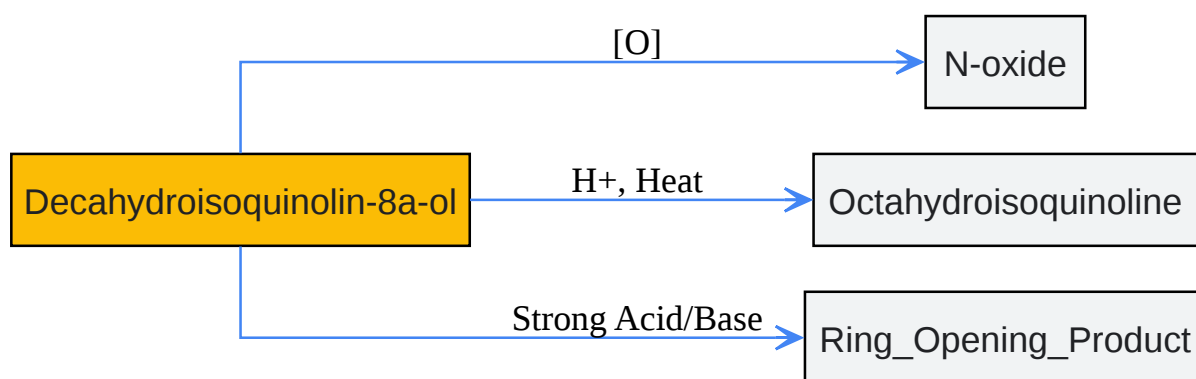 [O]
N-oxide
Decahydroisoquinolin-8a-ol
H+, Heat
Octahydroisoquinoline
Strong Acid/Base
Ring_Opening_Product